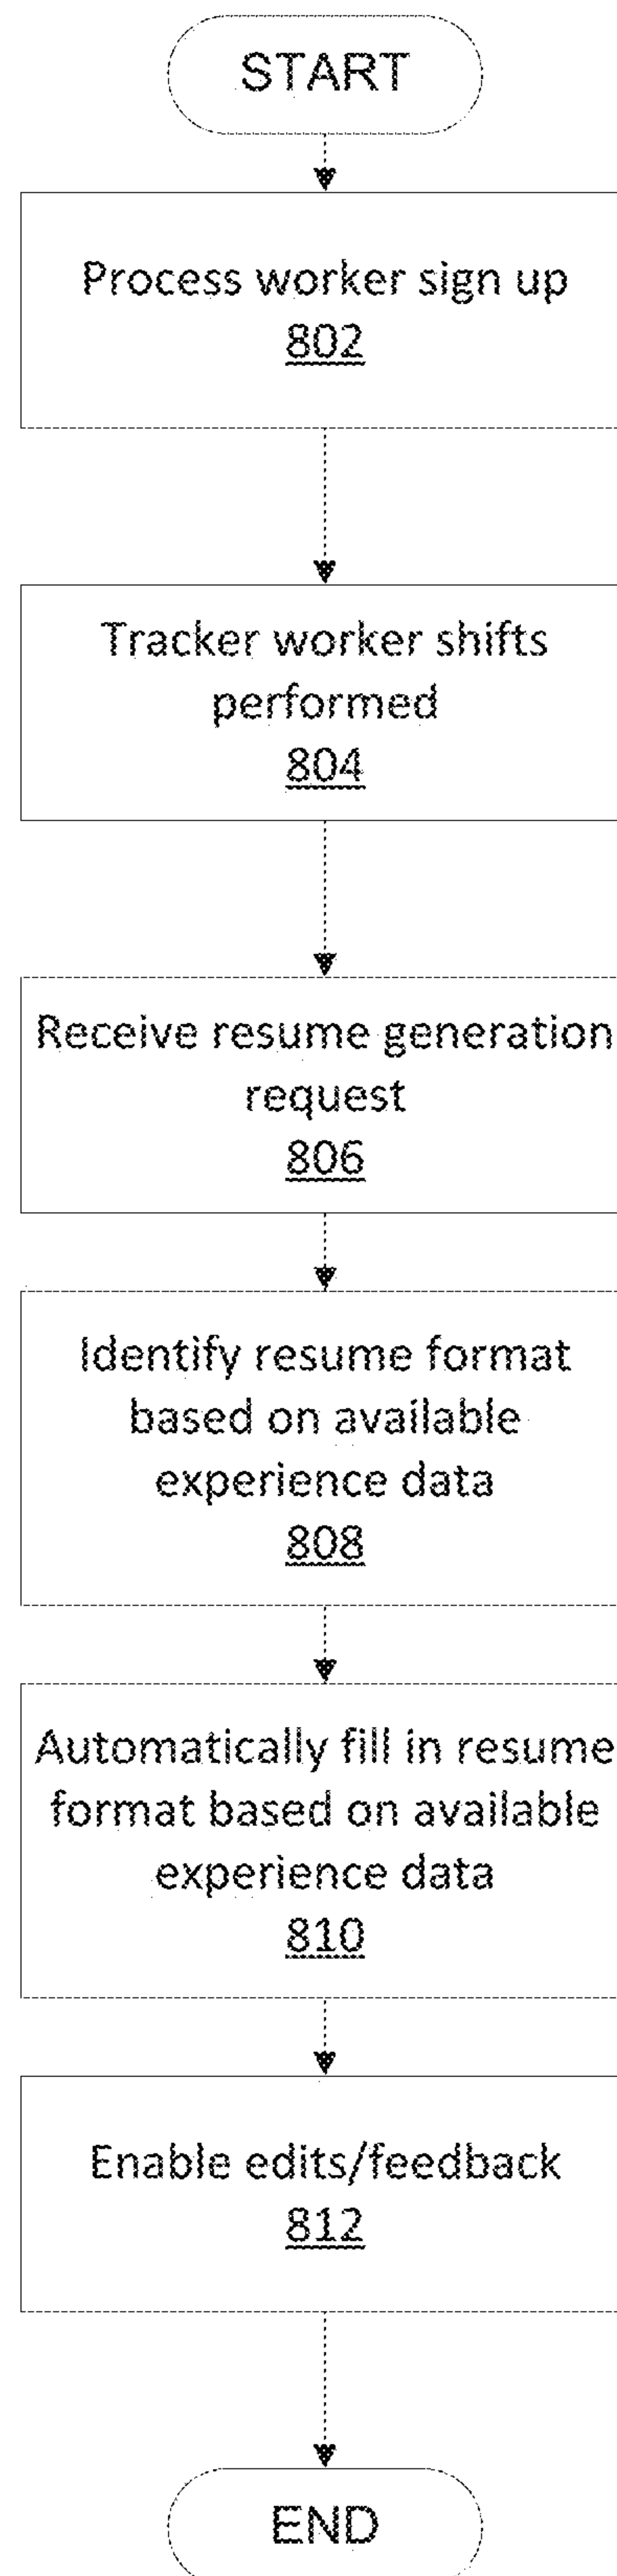 START
Process worker sign up
802
Tracker worker shifts
performed
804
Receive resume generation
request
806
Identify resume format
based on available
experience data
808
Automatically fill in resume
format based on available
experience data
810
Enable edits/feedback
812
END